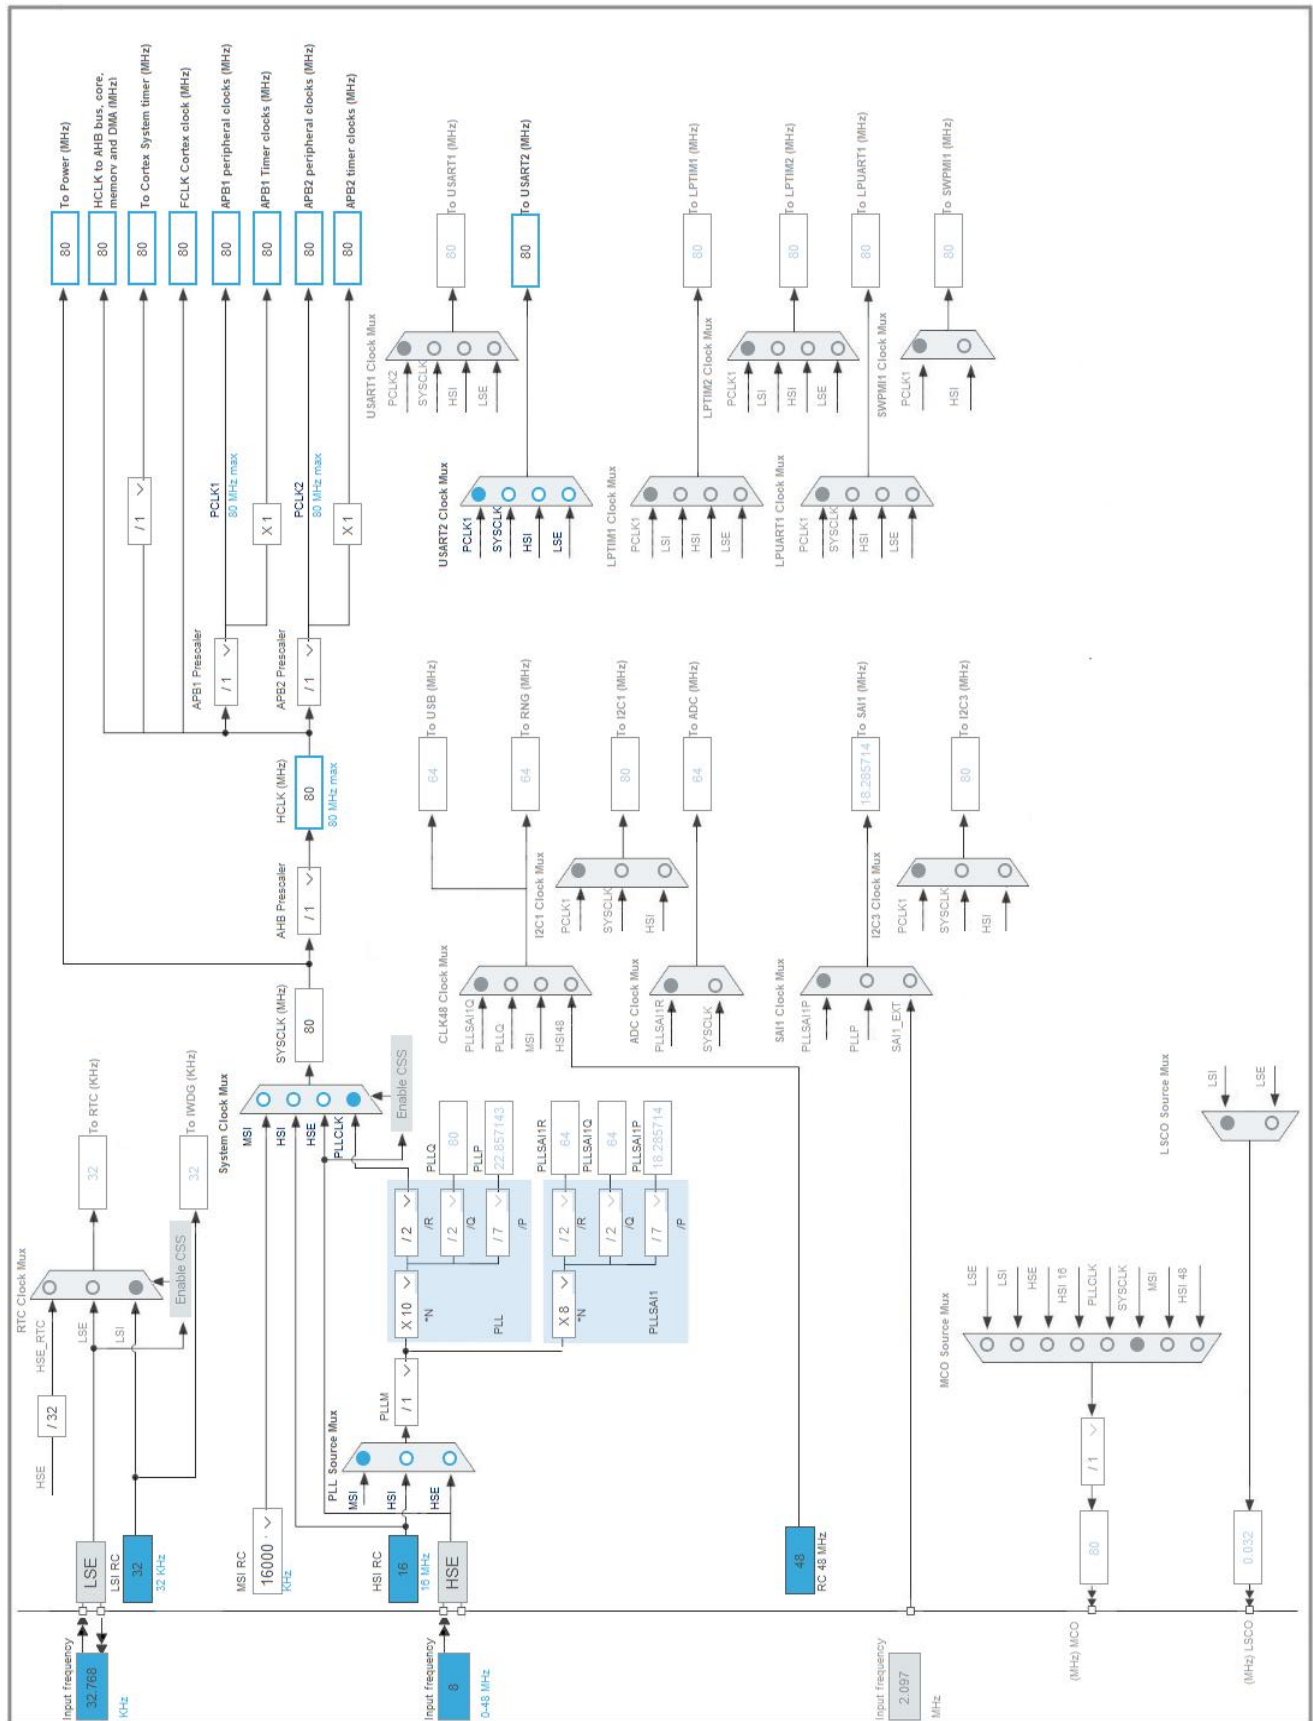 Input frequency
32.768
KHz
LSE
LSI RC
32
32 KHz
HSE
/ 32
HSE_RTC
LSE
LSI
RTC Clock Mux
Enable CSS
32
To RTC (KHz)
32
To IWDG (KHz)
MSI RC
16000
KHz
HSI RC
16
16 MHz
Input frequency
8
0-48 MHz
HSE
PLL Source Mux
MSI
HSI
HSE
PLLM
/ 1
X 10
*N
PLL
/ 2
/R
/ 2
/Q
/ 7
/P
PLLQ
80
PLLP
22.857143
X 8
*N
PLLSAI1
/ 2
/R
/ 2
/Q
/ 7
/P
PLLSAI1R
64
PLLSAI1Q
64
PLLSAI1P
18.285714
System Clock Mux
MSI
HSI
HSE
PLLCLK
Enable CSS
SYSCLK (MHz)
80
AHB Prescaler
/ 1
HCLK (MHz)
80
80 MHz max
APB1 Prescaler
/ 1
APB2 Prescaler
/ 1
/ 1
PCLK1
80 MHz max
X 1
PCLK2
80 MHz max
X 1
80
To Power (MHz)
80
HCLK to AHB bus, core,
memory and DMA (MHz)
80
To Cortex System timer (MHz)
80
FCLK Cortex clock (MHz)
80
APB1 peripheral clocks (MHz)
80
APB1 Timer clocks (MHz)
80
APB2 peripheral clocks (MHz)
80
APB2 timer clocks (MHz)
USART1 Clock Mux
PCLK2
SYSCLK
HSI
LSE
80
To USART1 (MHz)
USART2 Clock Mux
PCLK1
SYSCLK
HSI
LSE
80
To USART2 (MHz)
LPTIM1 Clock Mux
PCLK1
LSI
HSI
LSE
80
To LPTIM1 (MHz)
LPTIM2 Clock Mux
PCLK1
LSI
HSI
LSE
80
To LPTIM2 (MHz)
LPUART1 Clock Mux
PCLK1
SYSCLK
HSI
LSE
80
To LPUART1 (MHz)
SWPMI1 Clock Mux
PCLK1
HSI
80
To SWPMI1 (MHz)
48
RC 48 MHz
CLK48 Clock Mux
PLLSAI1Q
PLLQ
MSI
HSI48
64
To USB (MHz)
64
To RNG (MHz)
I2C1 Clock Mux
PCLK1
SYSCLK
HSI
80
To I2C1 (MHz)
ADC Clock Mux
PLLSAI1R
SYSCLK
64
To ADC (MHz)
Input frequency
2.097
MHz
SAI1 Clock Mux
PLLSAI1P
PLLP
SAI1_EXT
18.285714
To SAI1 (MHz)
I2C3 Clock Mux
PCLK1
SYSCLK
HSI
80
To I2C3 (MHz)
(MHz) MCO
80
/ 1
MCO Source Mux
LSE
LSI
HSE
HSI 16
PLLCLK
SYSCLK
MSI
HSI 48
(MHz) LSCO
0.032
LSCO Source Mux
LSI
LSE